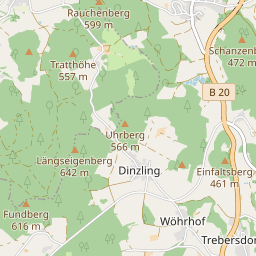 Rauchenberg
599 m
Schanzenb
472 m
Tratthöhe
557 m
B 20
Uhrberg
566 m
Längseigenberg
642 m
Dinzling
Einfaltsberg
461 m
Fundberg
616 m
Wöhrhof
Trebersdor